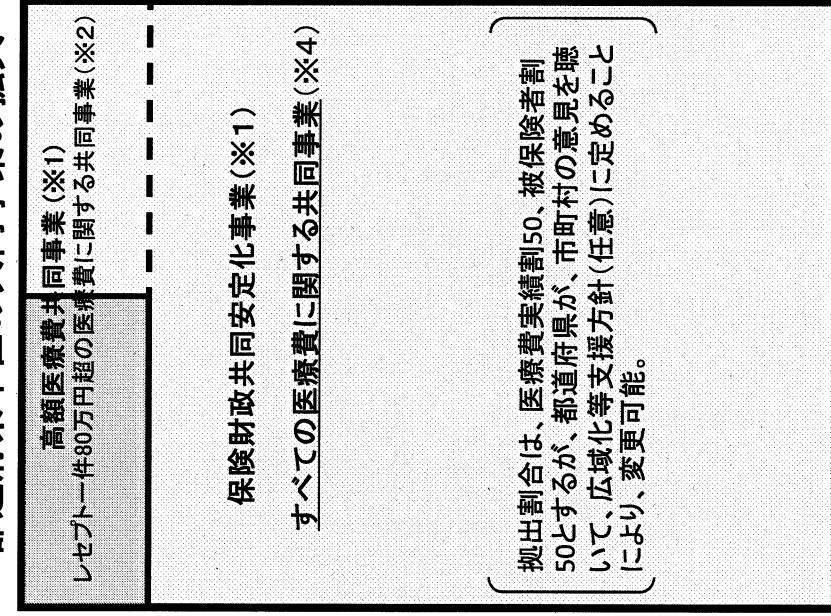 高額医療費共同事業(※1)
レセプト一件80万円超の医療費に関する共同事業(※2)
保険財政共同安定化事業(※1)
すべての医療費に関する共同事業(※4)
拠出割合は、医療費実績割50、被保険者割
50とするが、都道府県が、市町村の意見を聴
いて、広域化等支援方針(任意)に定めること
により、変更可能。